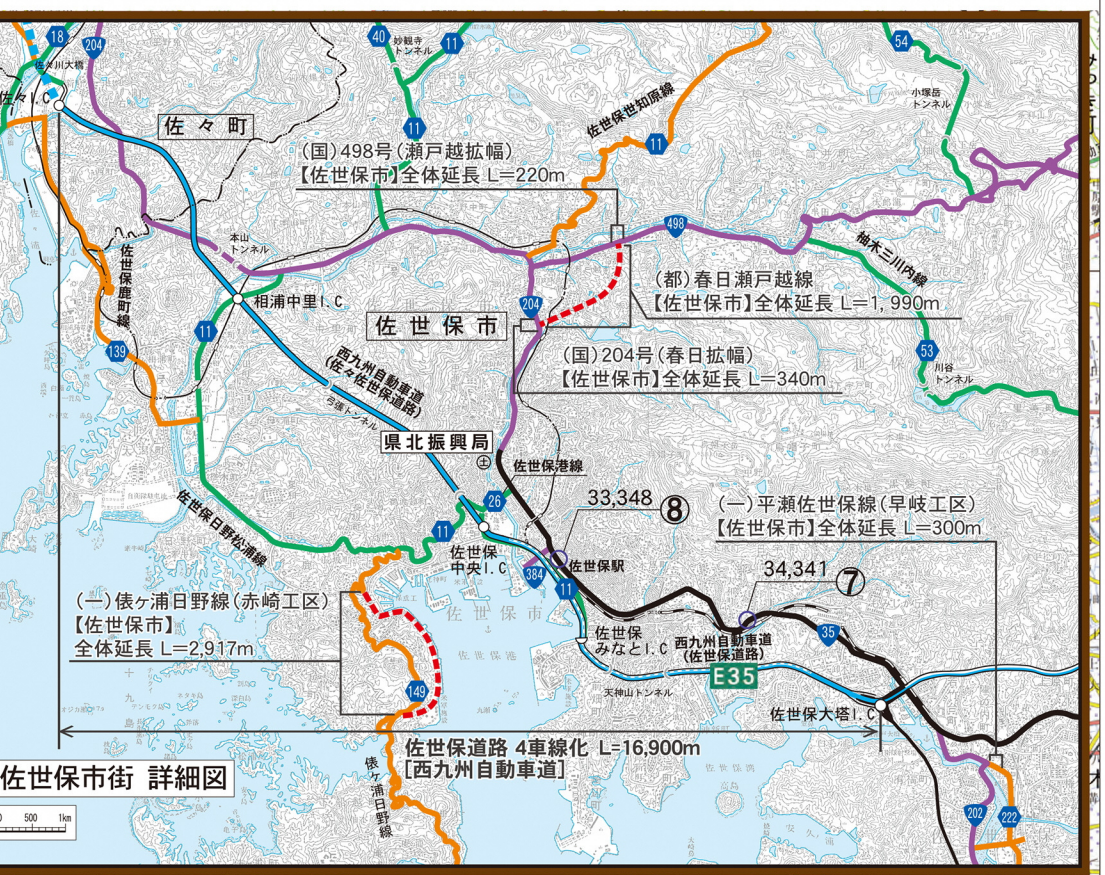 18
204
佐々川大橋
佐々I.C
佐々町
40
妙観寺
トンネル
11
11
佐世保世知原線
11
54
小塚岳
トンネル
(国)498号(瀬戸越拡幅)
【佐世保市】全体延長 L=220m
498
本山
トンネル
佐世保鹿町線
相浦中里I.C
11
139
204
佐世保市
柚木三川内線
(都)春日瀬戸越線
【佐世保市】全体延長 L=1,990m
53
川谷
トンネル
(国)204号(春日拡幅)
【佐世保市】全体延長 L=340m
西九州自動車道
(佐々佐世保道路)
弓張トンネル
県北振興局
土
佐世保港線
26
11
佐世保日野松浦線
33,348
⑧
(一)平瀬佐世保線(早岐工区)
【佐世保市】全体延長 L=300m
佐世保
中央I.C
佐世保駅
384
11
34,341
⑦
佐世保市
(一)俵ヶ浦日野線(赤崎工区)
【佐世保市】
全体延長 L=2,917m
佐世保港
佐世保
みなとI.C
西九州自動車道
(佐世保道路)
35
E35
149
天神山トンネル
佐世保大塔I.C
佐世保道路 4車線化 L=16,900m
[西九州自動車道]
佐世保市街 詳細図
俵ヶ浦日野線
0 500 1km
202
222